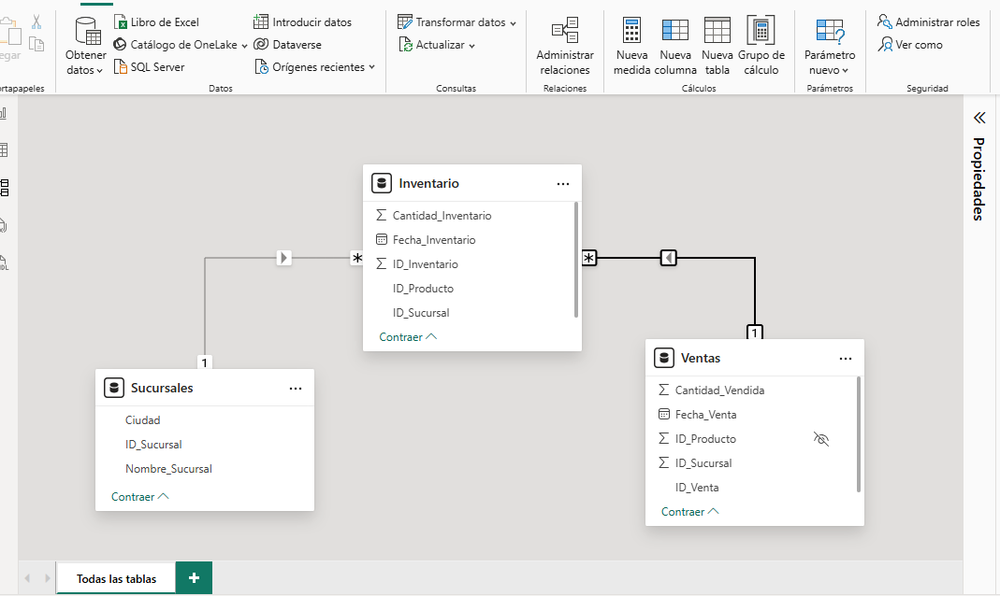 Libro de Excel
Catálogo de OneLake
SQL Server
Obtener
datos
Introducir datos
Dataverse
Orígenes recientes
Datos
Transformar datos
Actualizar
Consultas
Administrar
relaciones
Relaciones
Nueva
medida
Nueva
columna
Nueva
tabla
Grupo de
cálculo
Cálculos
Parámetro
nuevo
Parámetros
Administrar roles
Ver como
Seguridad
Propiedades
Inventario
Cantidad_Inventario
Fecha_Inventario
ID_Inventario
ID_Producto
ID_Sucursal
Contraer
*
*
1
1
Sucursales
Ciudad
ID_Sucursal
Nombre_Sucursal
Contraer
Ventas
Cantidad_Vendida
Fecha_Venta
ID_Producto
ID_Sucursal
ID_Venta
Contraer
Todas las tablas
+